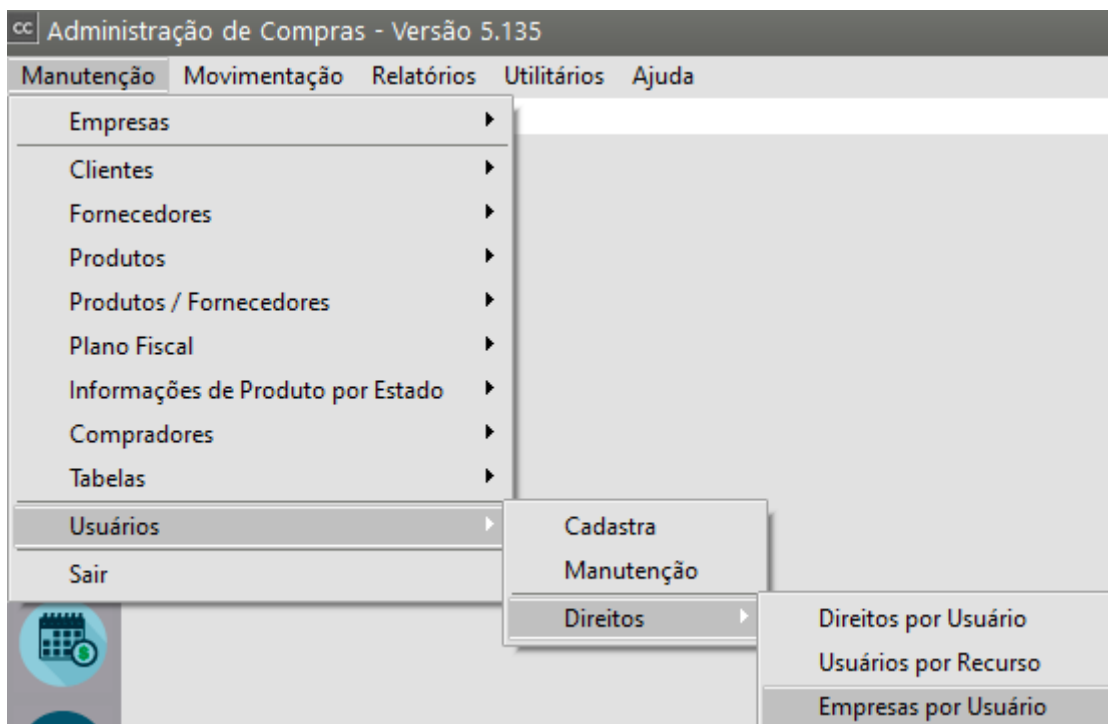 cc Administração de Compras - Versão 5.135
Manutenção Movimentação Relatórios Utilitários Ajuda
Empresas
Clientes
Fornecedores
Produtos
Produtos / Fornecedores
Plano Fiscal
Informações de Produto por Estado
Compradores
Tabelas
Usuários
Sair
Cadastra
Manutenção
Direitos
Direitos por Usuário
Usuários por Recurso
Empresas por Usuário